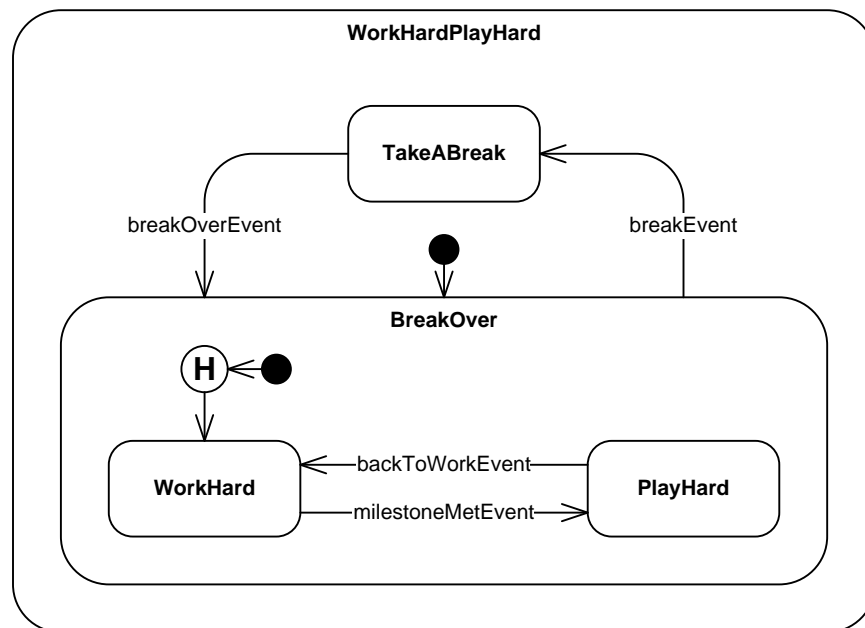 WorkHardPlayHard
TakeABreak
breakOverEvent
breakEvent
BreakOver
H
WorkHard
backToWorkEvent
PlayHard
milestoneMetEvent